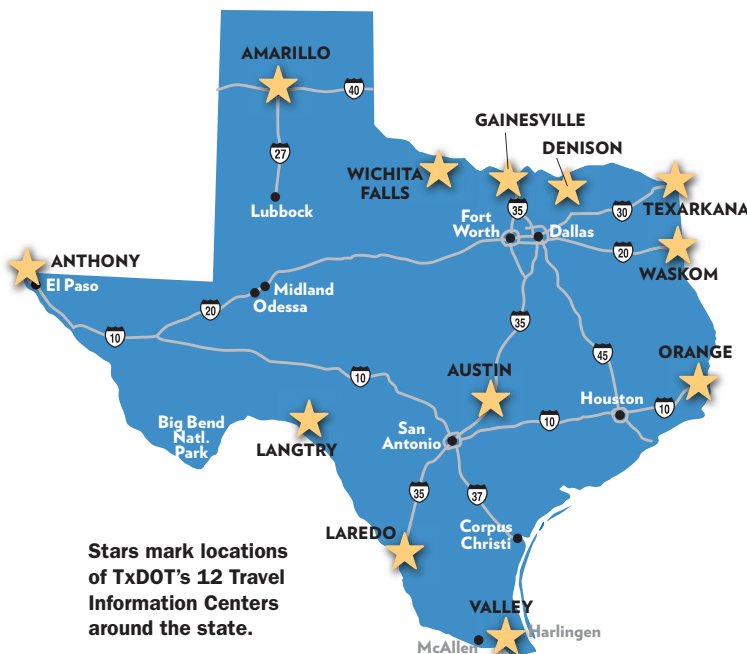 AMARILLO
40
GAINESVILLE
27
DENISON
WICHITA
FALLS
35
Lubbock
Fort
Worth
Dallas
30
TEXARKANA
20
WASKOM
ANTHONY
El Paso
Midland
Odessa
20
10
35
45
ORANGE
10
AUSTIN
Houston
10
10
Big Bend
Natl.
Park
LANGTRY
San
Antonio
35
37
LAREDO
Corpus
Christi
Stars mark locations
of TxDOT's 12 Travel
Information Centers
around the state.
VALLEY
Harlingen
McAllen